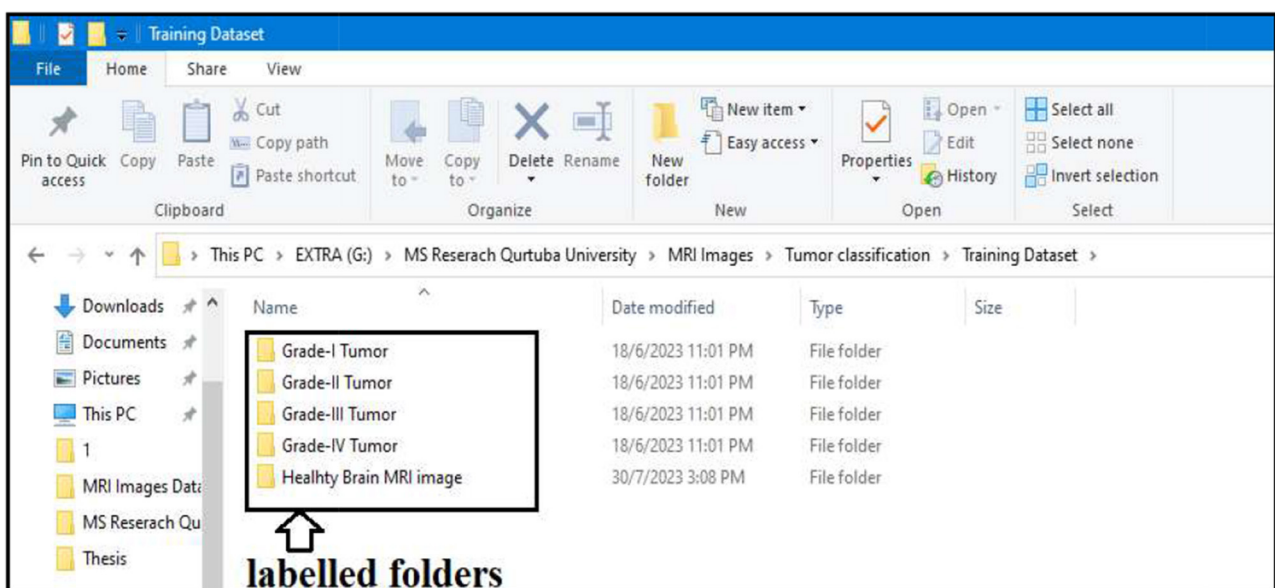 Training Dataset
File Home Share View
Pin to Quick access
Copy
Paste
Cut
Copy path
Paste shortcut
Clipboard
Move to
Copy to
Delete
Rename
Organize
New folder
New item
Easy access
New
Properties
Open
Edit
History
Open
Select all
Select none
Invert selection
Select
This PC > EXTRA (G:) > MS Reserach Qurtuba University > MRI Images > Tumor classification > Training Dataset >
Downloads
Documents
Pictures
This PC
1
MRI Images Data
MS Reserach Qu
Thesis
Name Date modified Type Size
Grade-I Tumor 18/6/2023 11:01 PM File folder
Grade-II Tumor 18/6/2023 11:01 PM File folder
Grade-III Tumor 18/6/2023 11:01 PM File folder
Grade-IV Tumor 18/6/2023 11:01 PM File folder
Healhty Brain MRI image 30/7/2023 3:08 PM File folder
labelled folders